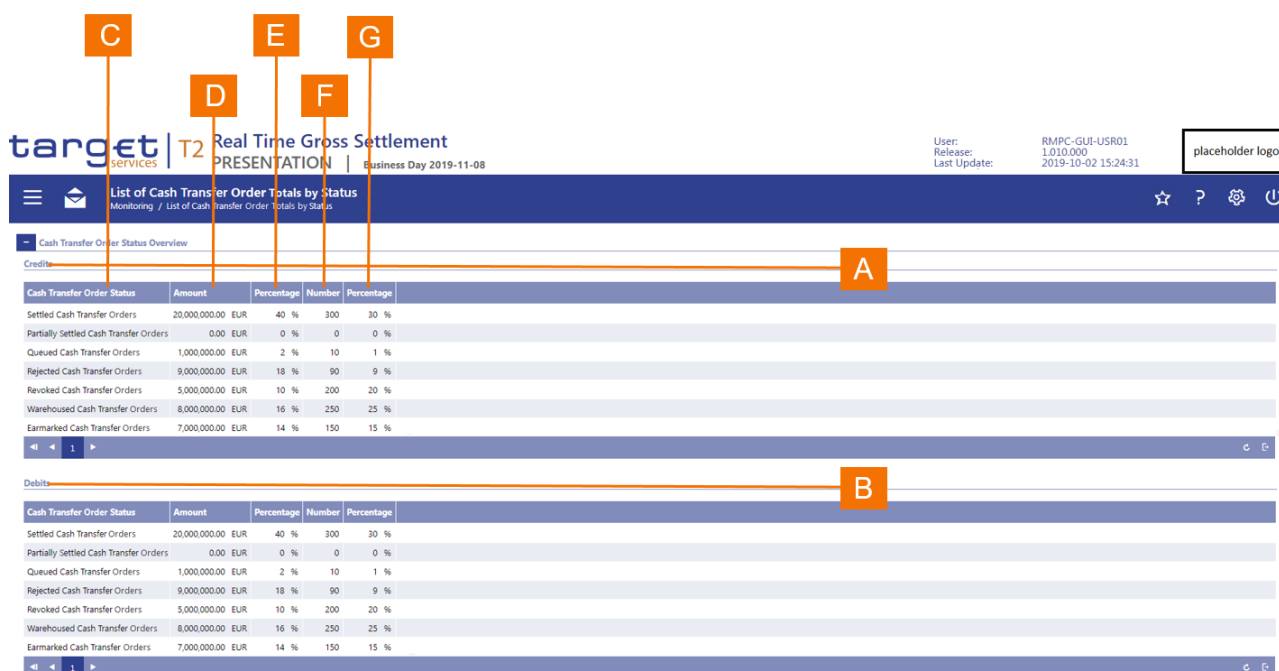 C
E
G
D
F
target services | T2 Real Time Gross Settlement
PRESENTATION | Business Day 2019-11-08
User: RMPC-GUI-USR01
Release: 1.010.000
Last Update: 2019-10-02 15:24:31
placeholder logo
List of Cash Transfer Order Totals by Status
Monitoring / List of Cash Transfer Order Totals by Status
Cash Transfer Order Status Overview
Credits
A
Cash Transfer Order Status Amount Percentage Number Percentage
Settled Cash Transfer Orders 20,000,000.00 EUR 40 % 300 30 %
Partially Settled Cash Transfer Orders 0.00 EUR 0 % 0 0 %
Queued Cash Transfer Orders 1,000,000.00 EUR 2 % 10 1 %
Rejected Cash Transfer Orders 9,000,000.00 EUR 18 % 90 9 %
Revoked Cash Transfer Orders 5,000,000.00 EUR 10 % 200 20 %
Warehoused Cash Transfer Orders 8,000,000.00 EUR 16 % 250 25 %
Earmarked Cash Transfer Orders 7,000,000.00 EUR 14 % 150 15 %
1
Debits
B
Cash Transfer Order Status Amount Percentage Number Percentage
Settled Cash Transfer Orders 20,000,000.00 EUR 40 % 300 30 %
Partially Settled Cash Transfer Orders 0.00 EUR 0 % 0 0 %
Queued Cash Transfer Orders 1,000,000.00 EUR 2 % 10 1 %
Rejected Cash Transfer Orders 9,000,000.00 EUR 18 % 90 9 %
Revoked Cash Transfer Orders 5,000,000.00 EUR 10 % 200 20 %
Warehoused Cash Transfer Orders 8,000,000.00 EUR 16 % 250 25 %
Earmarked Cash Transfer Orders 7,000,000.00 EUR 14 % 150 15 %
1